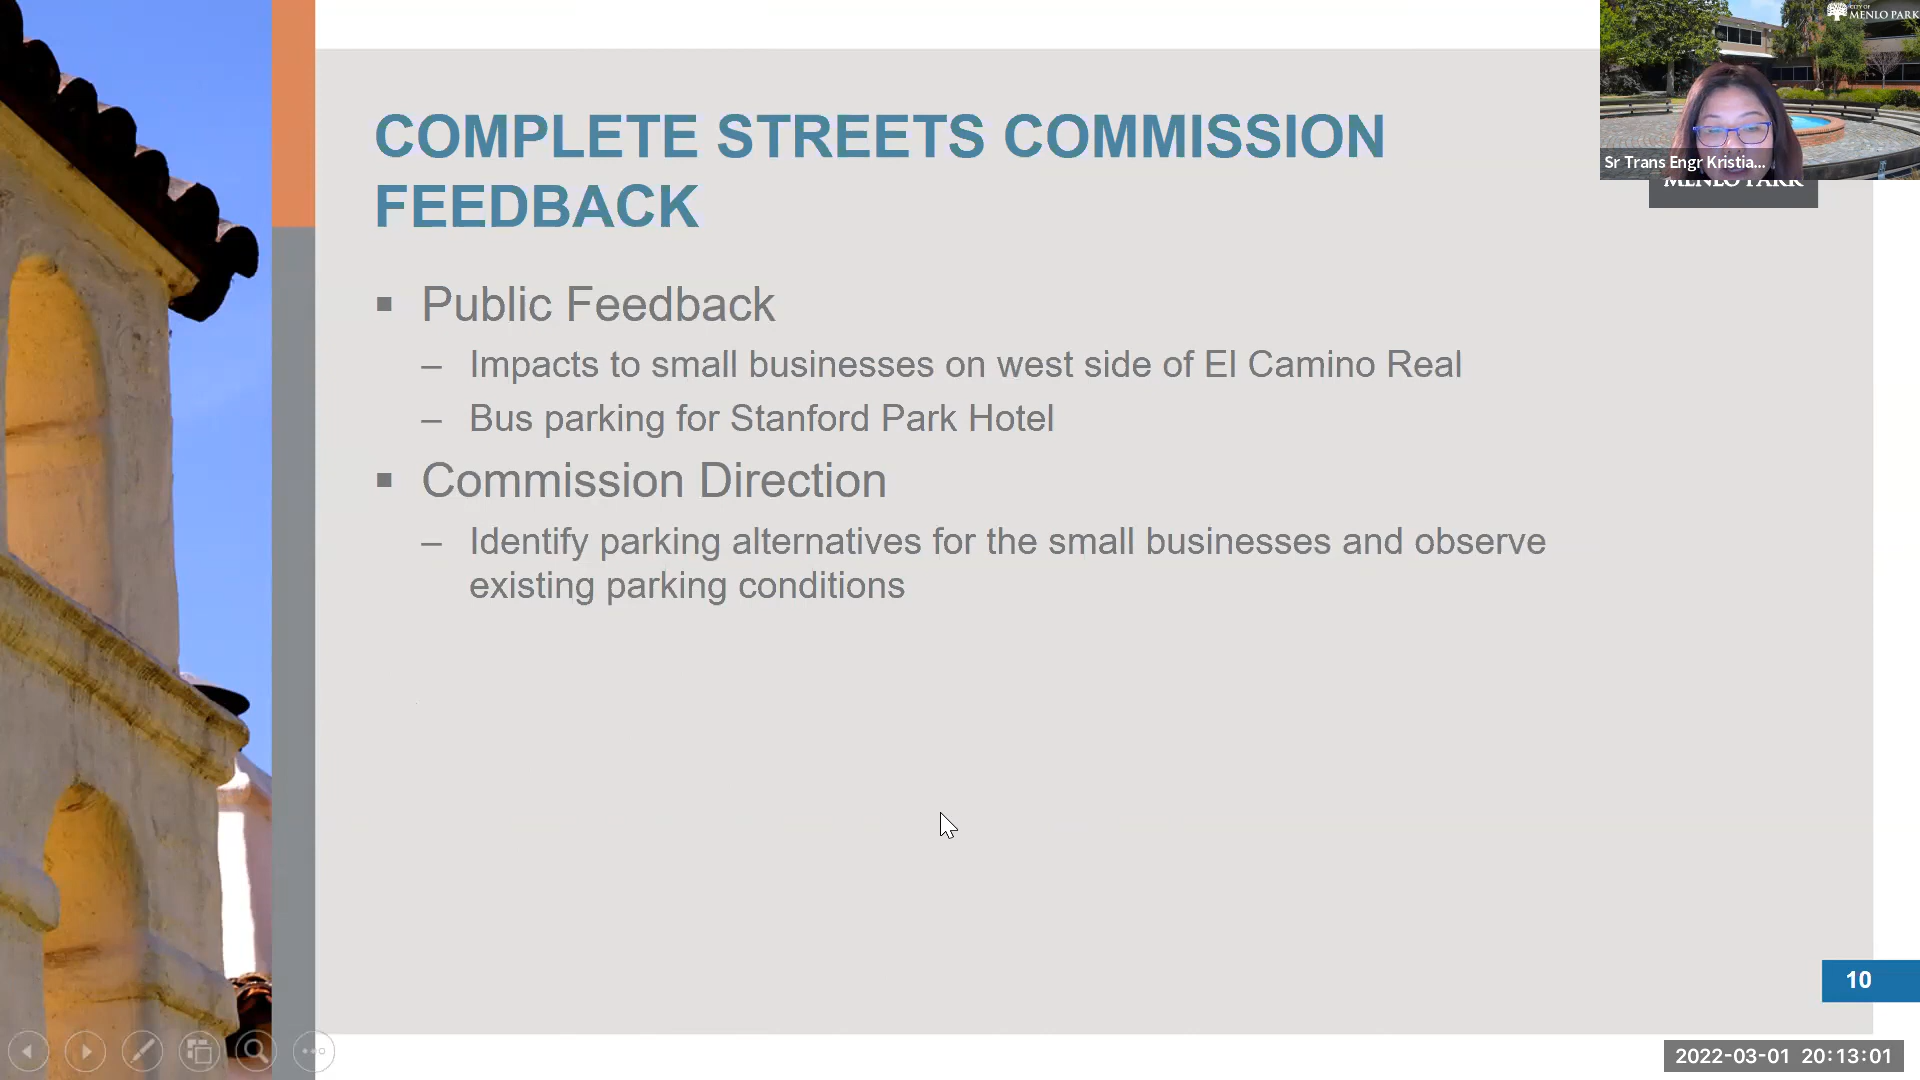 CITY OF
MENLO PARK
Sr Trans Engr Kristia...
MENLO PARK
COMPLETE STREETS COMMISSION
FEEDBACK
▪ Public Feedback
– Impacts to small businesses on west side of El Camino Real
– Bus parking for Stanford Park Hotel
▪ Commission Direction
– Identify parking alternatives for the small businesses and observe
existing parking conditions
10
2022-03-01 20:13:01